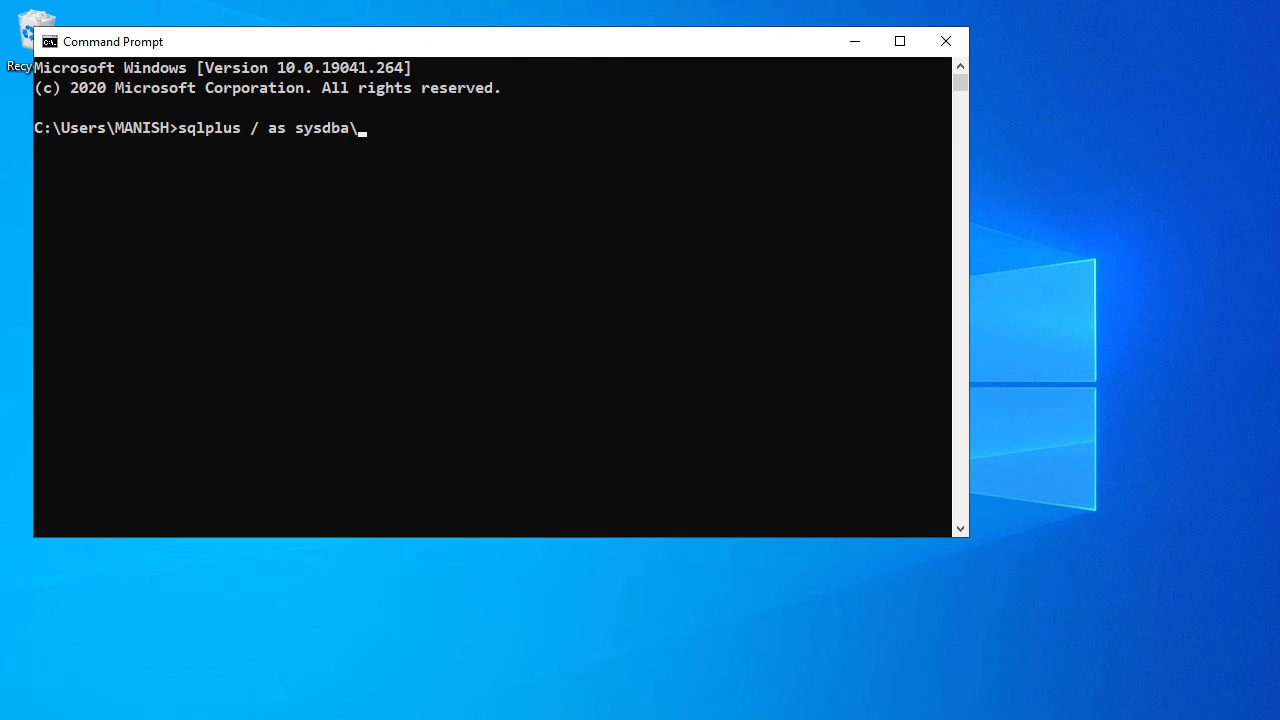 Command Prompt
Recy
Microsoft Windows [Version 10.0.19041.264]
(c) 2020 Microsoft Corporation. All rights reserved.
C:\Users\MANISH>sqlplus / as sysdba\